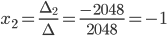 x₂ = Δ₂/Δ = −2048/2048 = −1